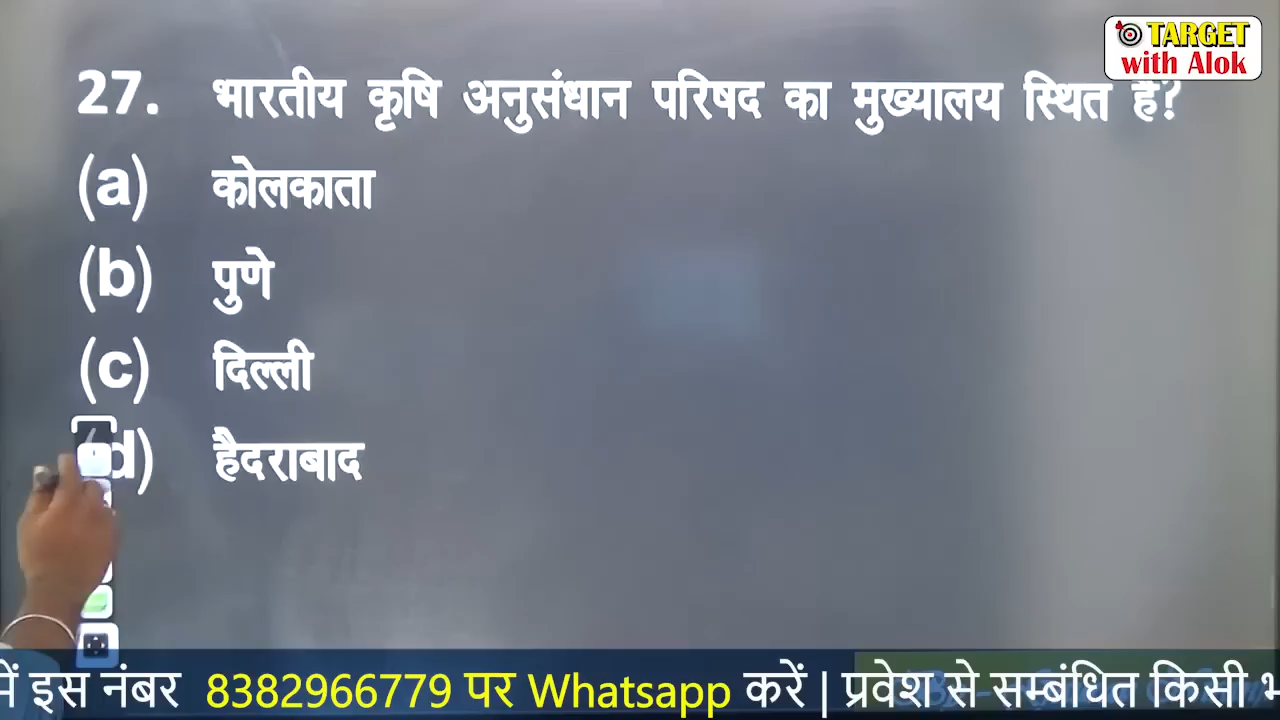 TARGET
with Alok
27. भारतीय कृषि अनुसंधान परिषद का मुख्यालय स्थित है?
(a) कोलकाता
(b) पुणे
(c) दिल्ली
(d) हैदराबाद
में इस नंबर 8382966779 पर Whatsapp करें | प्रवेश से सम्बंधित किसी